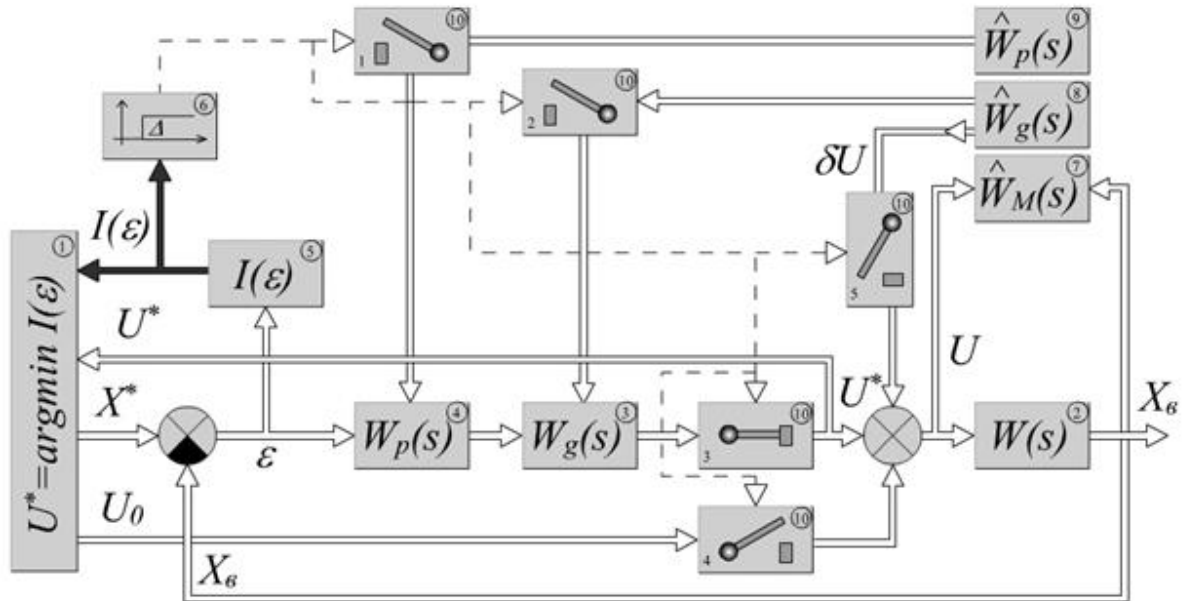 ⑩
1
Ŵp(s) ⑨
⑩
2
Ŵg(s) ⑧
Δ ⑥
δU
ŴM(s) ⑦
⑩
5
U*=argmin I(ε) ①
I(ε)
I(ε) ⑤
U*
X*
ε
Wp(s) ④
Wg(s) ③
⑩
3
U*
U
W(s) ②
Xв
U0
⑩
4
Xв